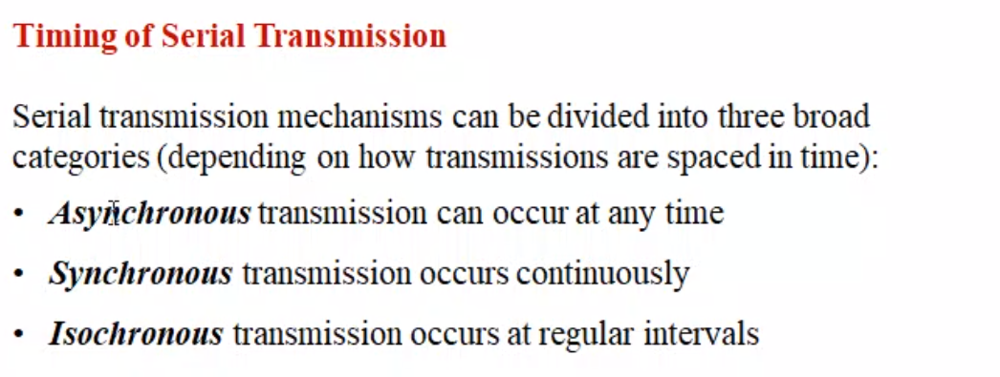 Timing of Serial Transmission
Serial transmission mechanisms can be divided into three broad
categories (depending on how transmissions are spaced in time):
• Asynchronous transmission can occur at any time
• Synchronous transmission occurs continuously
• Isochronous transmission occurs at regular intervals